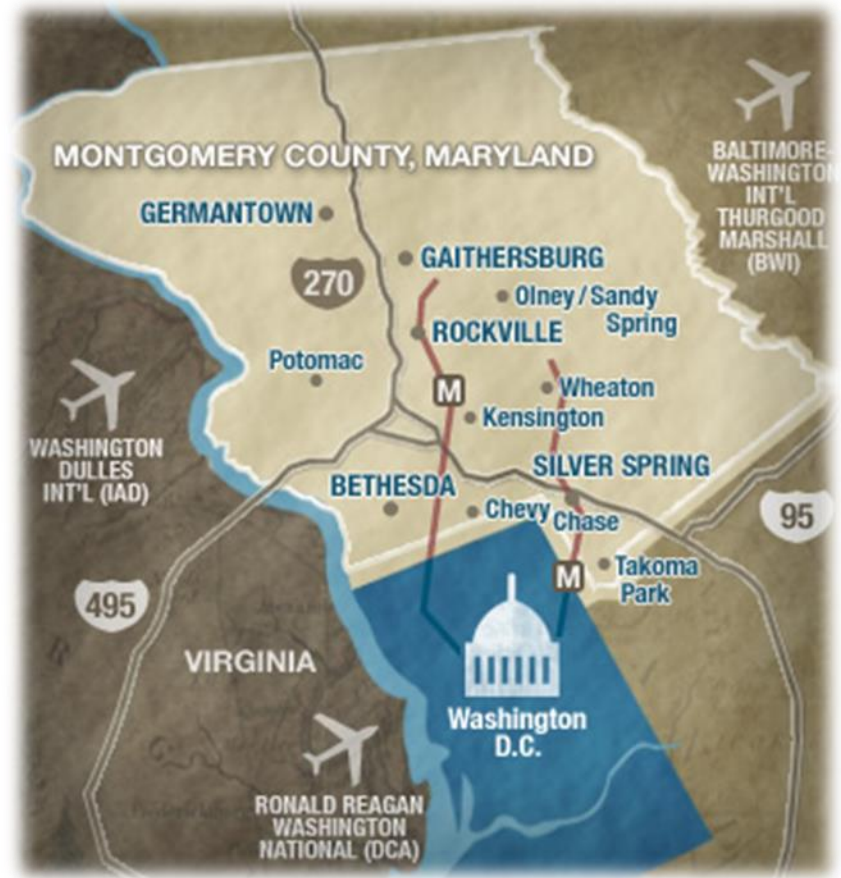 MONTGOMERY COUNTY, MARYLAND
BALTIMORE-
WASHINGTON
INT'L
THURGOOD
MARSHALL
(BWI)
GERMANTOWN
GAITHERSBURG
270
Olney / Sandy
Spring
ROCKVILLE
Potomac
M
Wheaton
Kensington
WASHINGTON
DULLES
INT'L (IAD)
SILVER SPRING
BETHESDA
Chevy Chase
95
M
Takoma
Park
495
VIRGINIA
Washington
D.C.
RONALD REAGAN
WASHINGTON
NATIONAL (DCA)